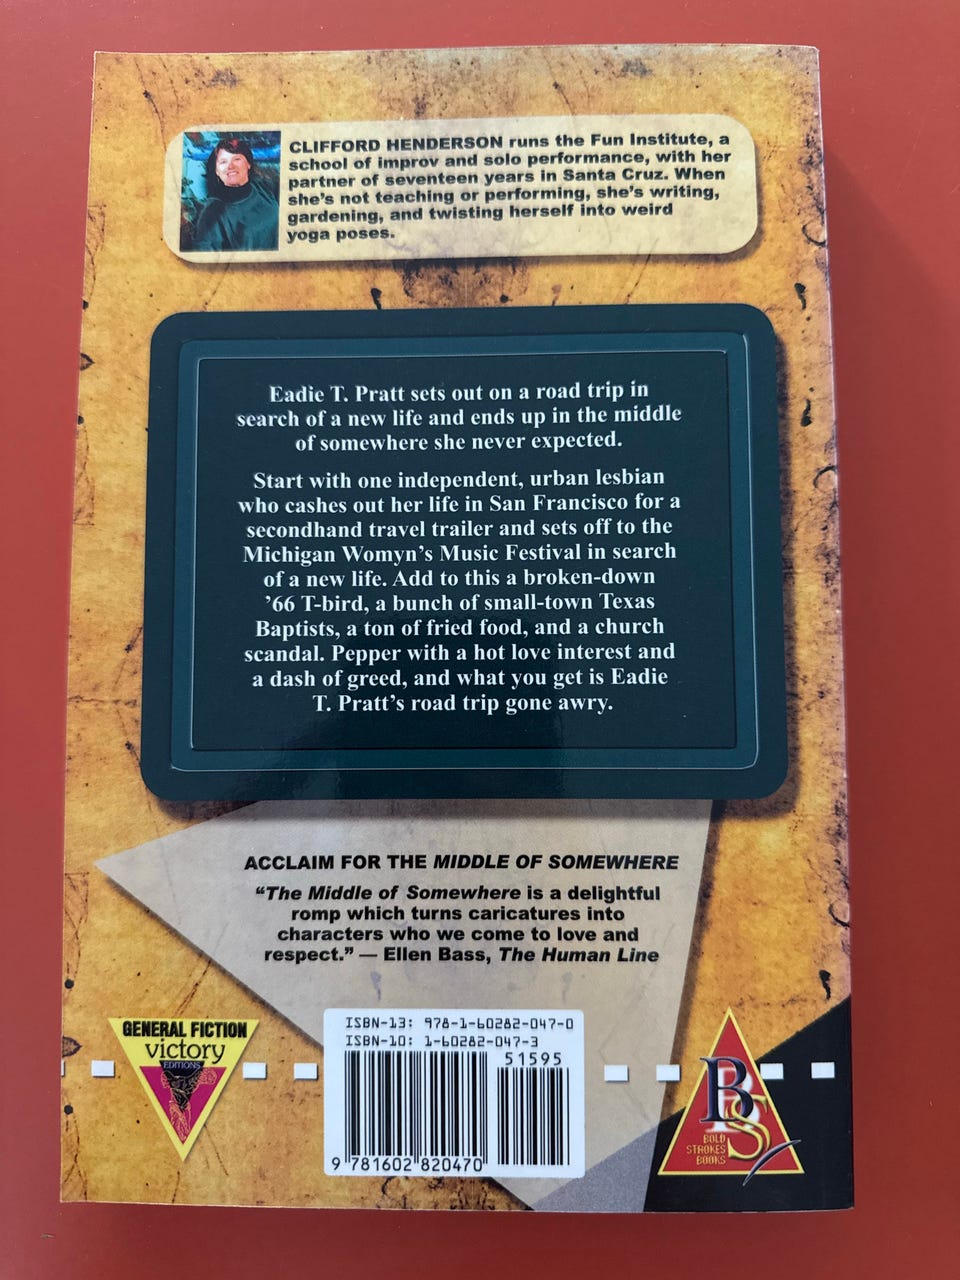 CLIFFORD HENDERSON runs the Fun Institute, a
school of improv and solo performance, with her
partner of seventeen years in Santa Cruz. When
she's not teaching or performing, she's writing,
gardening, and twisting herself into weird
yoga poses.
Eadie T. Pratt sets out on a road trip in
search of a new life and ends up in the middle
of somewhere she never expected.
Start with one independent, urban lesbian
who cashes out her life in San Francisco for a
secondhand travel trailer and sets off to the
Michigan Womyn's Music Festival in search
of a new life. Add to this a broken-down
'66 T-bird, a bunch of small-town Texas
Baptists, a ton of fried food, and a church
scandal. Pepper with a hot love interest and
a dash of greed, and what you get is Eadie
T. Pratt's road trip gone awry.
ACCLAIM FOR THE MIDDLE OF SOMEWHERE
"The Middle of Somewhere is a delightful
romp which turns caricatures into
characters who we come to love and
respect." — Ellen Bass, The Human Line
GENERAL FICTION
victory
EDITIONS
ISBN-13: 978-1-60282-047-0
ISBN-10: 1-60282-047-3
51595
9 781602 820470
BS
BOLD
STROKES
BOOKS